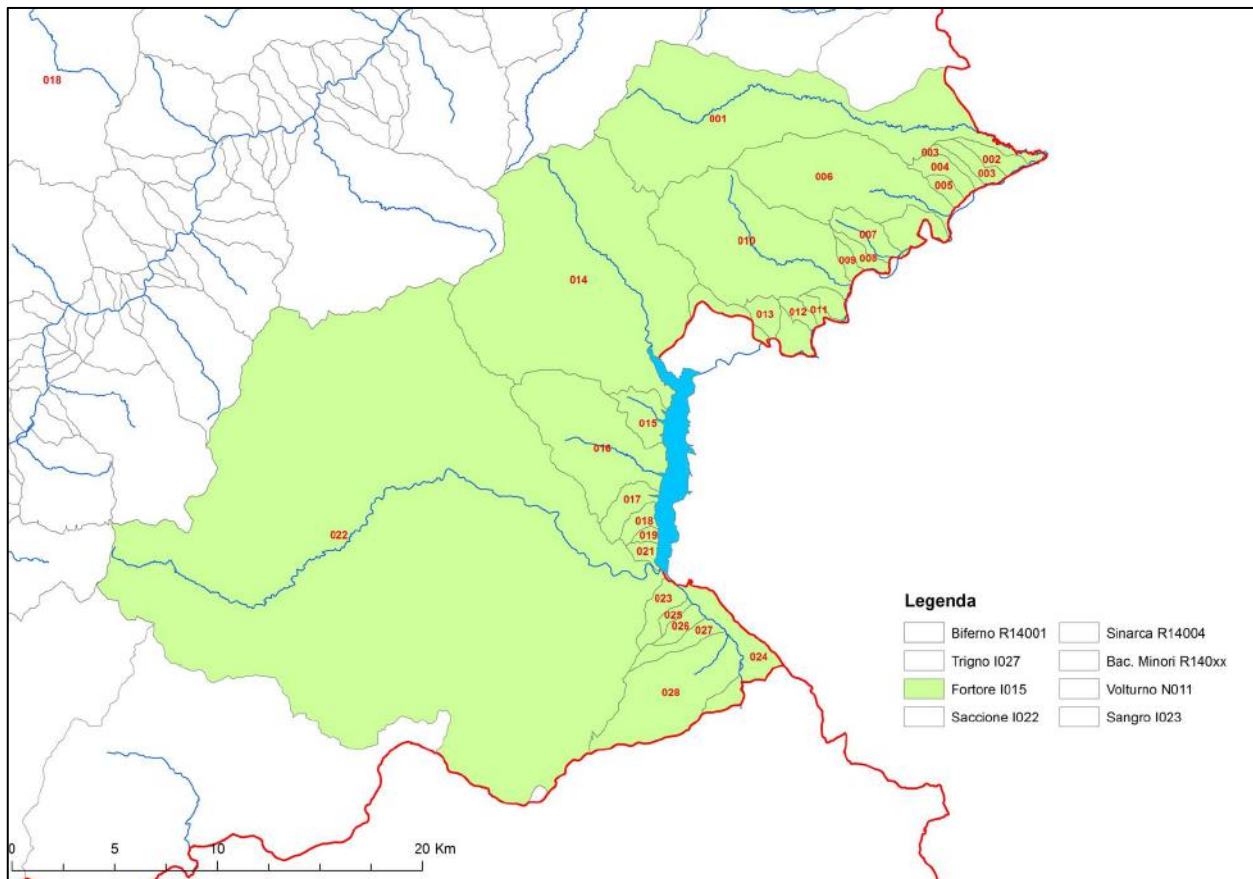 018
001
003
002
004
003
005
006
007
010
009
008
014
013
012
011
015
016
017
018
022
019
021
023
025
026
027
024
028
Legenda
Biferno R14001
Sinarca R14004
Trigno I027
Bac. Minori R140xx
Fortore I015
Volturno N011
Saccione I022
Sangro I023
0 5 10 20 Km